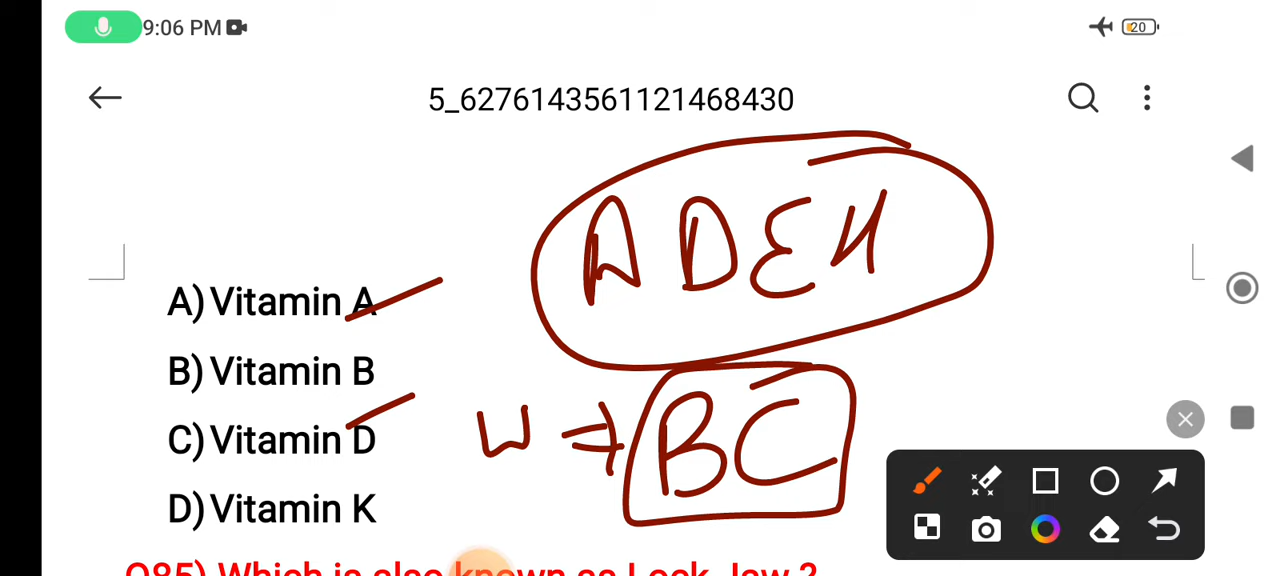 9:06 PM
20
5_6276143561121468430
A D E K
A) Vitamin A
B) Vitamin B
C) Vitamin D
W ⇒ BC
D) Vitamin K
Q85) Which is also known as Lock Jaw ?